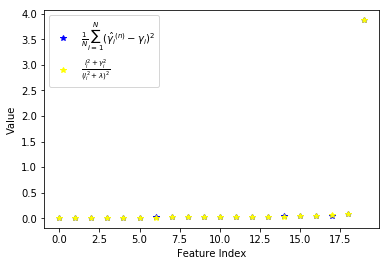 4.0
3.5
3.0
2.5
2.0
1.5
1.0
0.5
0.0
Value
$\frac{1}{N}\sum_{i=1}^{N}(\hat{\gamma}_i^{(n)} - \gamma_i)^2$
$\frac{l_i^2 + \gamma_i^2}{(l_i^2 + \lambda)^2}$
0.0 2.5 5.0 7.5 10.0 12.5 15.0 17.5
Feature Index